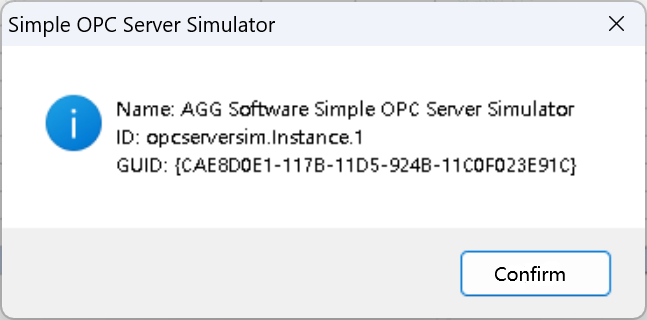 Simple OPC Server Simulator
Name: AGG Software Simple OPC Server Simulator
ID: opcserversim.Instance.1
GUID: {CAE8D0E1-117B-11D5-924B-11C0F023E91C}
Confirm